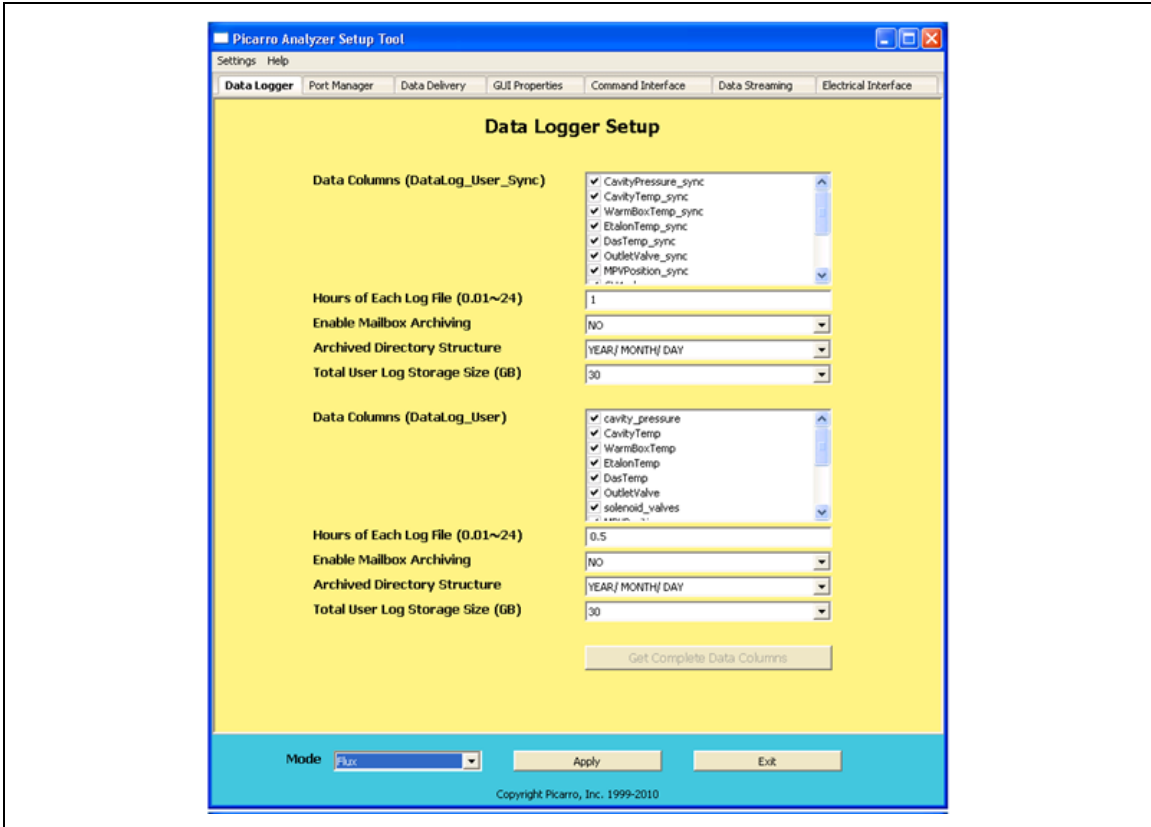 Picarro Analyzer Setup Tool
Settings Help
Data Logger Port Manager Data Delivery GUI Properties Command Interface Data Streaming Electrical Interface
Data Logger Setup
Data Columns (DataLog_User_Sync)
CavityPressure_sync
CavityTemp_sync
WarmBoxTemp_sync
EtalonTemp_sync
DasTemp_sync
OutletValve_sync
MPVPosition_sync
Hours of Each Log File (0.01~24) 1
Enable Mailbox Archiving NO
Archived Directory Structure YEAR/ MONTH/ DAY
Total User Log Storage Size (GB) 30
Data Columns (DataLog_User)
cavity_pressure
CavityTemp
WarmBoxTemp
EtalonTemp
DasTemp
OutletValve
solenoid_valves
Hours of Each Log File (0.01~24) 0.5
Enable Mailbox Archiving NO
Archived Directory Structure YEAR/ MONTH/ DAY
Total User Log Storage Size (GB) 30
Get Complete Data Columns
Mode Flux Apply Exit
Copyright Picarro, Inc. 1999-2010